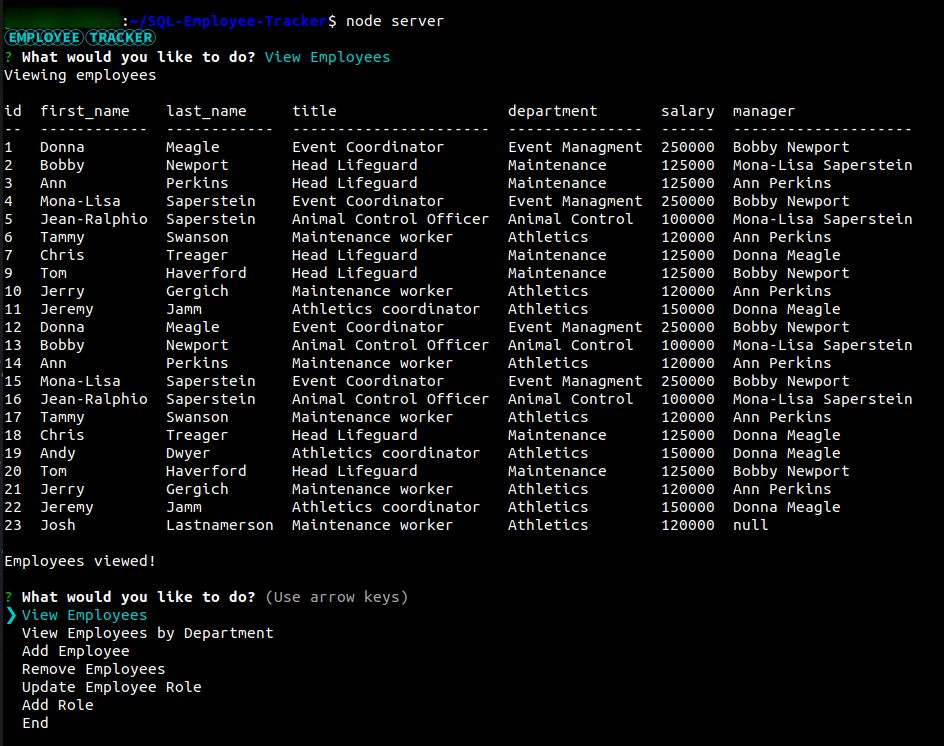 :~/SQL-Employee-Tracker$ node server
EMPLOYEE TRACKER
? What would you like to do? View Employees
Viewing employees
id  first_name    last_name    title                   department        salary  manager
--  ------------  ------------  ----------------------  ---------------  ------  --------------------
1   Donna         Meagle        Event Coordinator       Event Managment  250000  Bobby Newport
2   Bobby         Newport       Head Lifeguard          Maintenance      125000  Mona-Lisa Saperstein
3   Ann           Perkins       Head Lifeguard          Maintenance      125000  Ann Perkins
4   Mona-Lisa     Saperstein    Event Coordinator       Event Managment  250000  Bobby Newport
5   Jean-Ralphio  Saperstein    Animal Control Officer  Animal Control   100000  Mona-Lisa Saperstein
6   Tammy         Swanson       Maintenance worker      Athletics        120000  Ann Perkins
7   Chris         Treager       Head Lifeguard          Maintenance      125000  Donna Meagle
9   Tom           Haverford     Head Lifeguard          Maintenance      125000  Bobby Newport
10  Jerry         Gergich       Maintenance worker      Athletics        120000  Ann Perkins
11  Jeremy        Jamm          Athletics coordinator   Athletics        150000  Donna Meagle
12  Donna         Meagle        Event Coordinator       Event Managment  250000  Bobby Newport
13  Bobby         Newport       Animal Control Officer  Animal Control   100000  Mona-Lisa Saperstein
14  Ann           Perkins       Maintenance worker      Athletics        120000  Ann Perkins
15  Mona-Lisa     Saperstein    Event Coordinator       Event Managment  250000  Bobby Newport
16  Jean-Ralphio  Saperstein    Animal Control Officer  Animal Control   100000  Mona-Lisa Saperstein
17  Tammy         Swanson       Maintenance worker      Athletics        120000  Ann Perkins
18  Chris         Treager       Head Lifeguard          Maintenance      125000  Donna Meagle
19  Andy          Dwyer         Athletics coordinator   Athletics        150000  Donna Meagle
20  Tom           Haverford     Head Lifeguard          Maintenance      125000  Bobby Newport
21  Jerry         Gergich       Maintenance worker      Athletics        120000  Ann Perkins
22  Jeremy        Jamm          Athletics coordinator   Athletics        150000  Donna Meagle
23  Josh          Lastnamerson  Maintenance worker      Athletics        120000  null
Employees viewed!
? What would you like to do? (Use arrow keys)
❯ View Employees
View Employees by Department
Add Employee
Remove Employees
Update Employee Role
Add Role
End